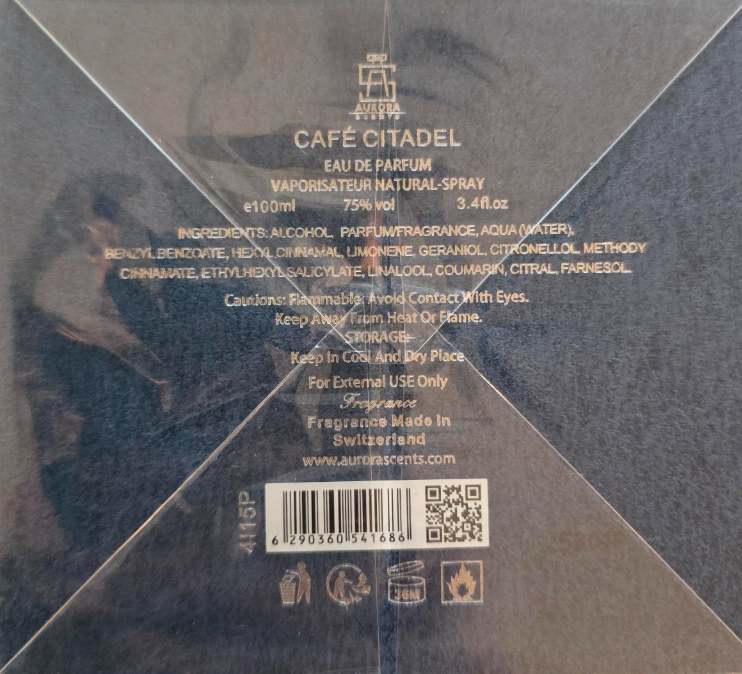 AS
AURORA
SCENTS
CAFÉ CITADEL
EAU DE PARFUM
VAPORISATEUR NATURAL-SPRAY
e100ml 75% vol 3.4fl.oz
INGREDIENTS: ALCOHOL, PARFUM/FRAGRANCE, AQUA (WATER),
BENZYL BENZOATE, HEXYL CINNAMAL, LIMONENE, GERANIOL, CITRONELLOL, METHODY
CINNAMATE, ETHYLHEXYL SALICYLATE, LINALOOL, COUMARIN, CITRAL, FARNESOL.
Cautions: Flammable, Avoid Contact With Eyes.
Keep Away From Heat Or Flame.
STORAGE:
Keep In Cool And Dry Place
For External USE Only
Fragrance
Fragrance Made in
Switzerland
www.aurorascents.com
4I15P
6 290360 541686
36M